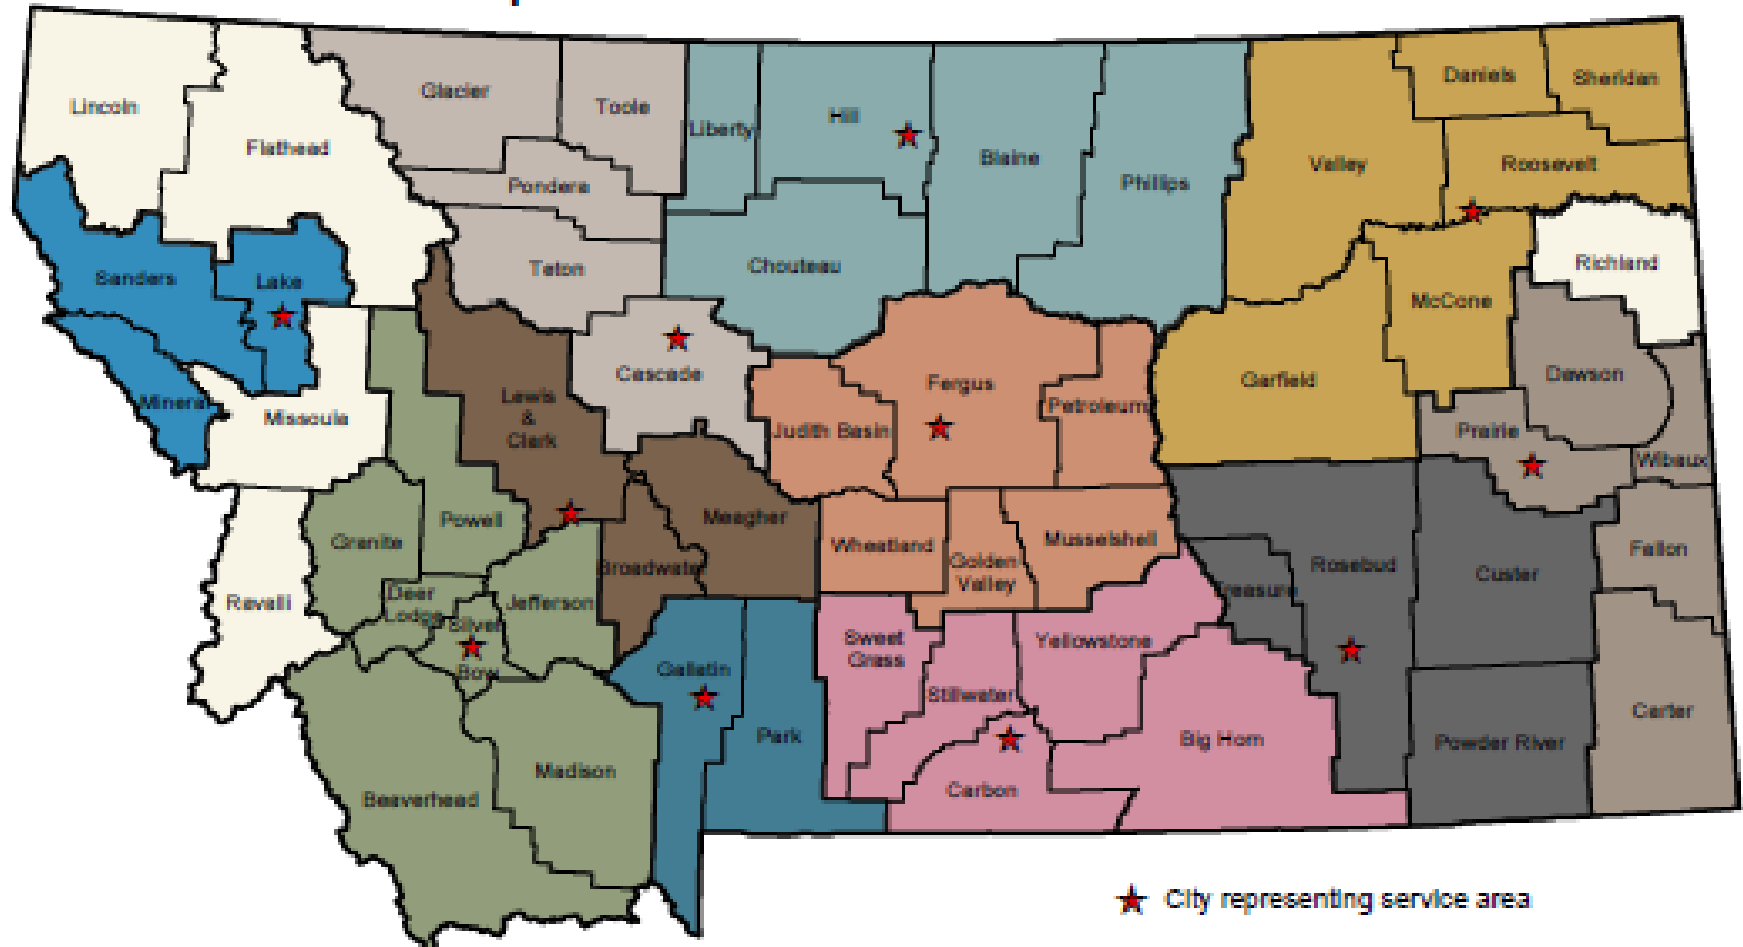 Lincoln
Flathead
Glacier
Toole
Liberty
Hill
Blaine
Phillips
Valley
Daniels
Sheridan
Roosevelt
Pondera
Teton
Chouteau
Sanders
Lake
Richland
McCone
Garfield
Dawson
Mineral
Missoula
Lewis
&
Clark
Cascade
Judith Basin
Fergus
Petroleum
Prairie
Wibaux
Granite
Powell
Meagher
Broadwater
Wheatland
Golden
Valley
Musselshell
Treasure
Rosebud
Custer
Fallon
Ravalli
Deer
Lodge
Silver
Bow
Jefferson
Gallatin
Park
Sweet
Grass
Stillwater
Yellowstone
Carbon
Big Horn
Powder River
Carter
Beaverhead
Madison
City representing service area